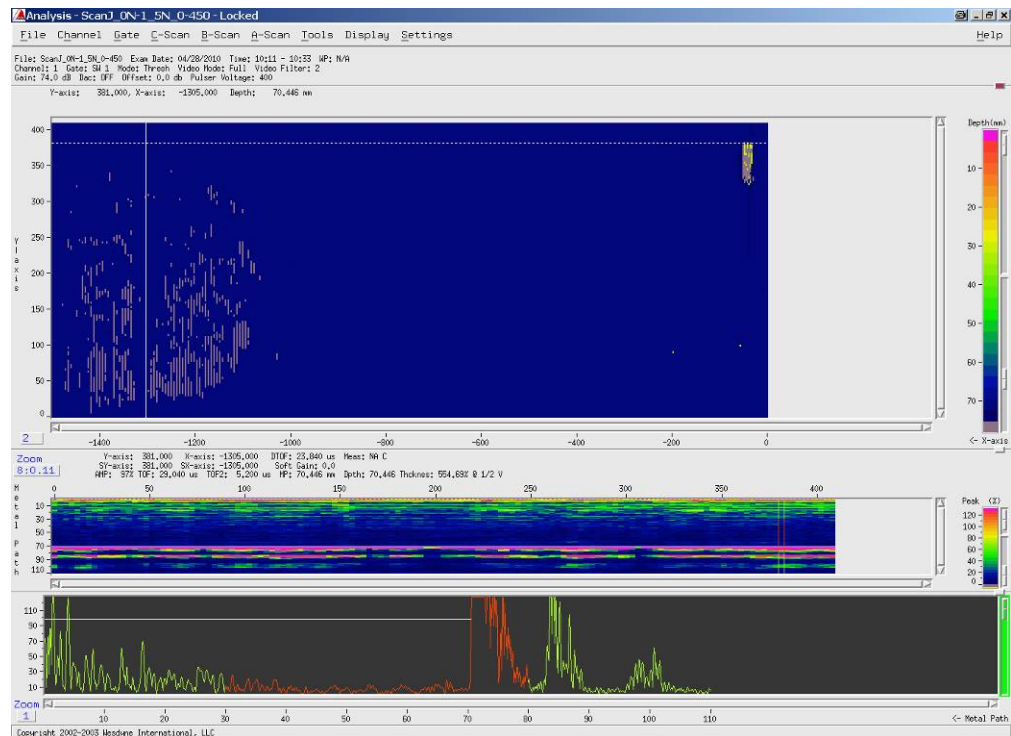 Analysis - ScanJ_0N-1_5N_0-450 - Locked
File Channel Gate C-Scan B-Scan A-Scan Tools Display Settings Help
File: ScanJ_0N-1_5N_0-450 Exam Date: 04/28/2010 Time: 10:11 - 10:33 WP: N/A
Channel: 1 Gate: SW 1 Mode: Thresh Video Mode: Full Video Filter: 2
Gain: 74.0 dB Dac: OFF Offset: 0.0 db Pulser Voltage: 400
Y-axis: 381.000, X-axis: -1305.000 Depth: 70.446 mm
Depth(mm)
400
350
300
250
200
150
100
50
0
Y-axis
10
20
30
40
50
60
70
2
-1400 -1200 -1000 -800 -600 -400 -200 0
<- X-axis
Zoom
8:0.11
Y-axis: 381.000 X-axis: -1305.000 DTOF: 23.840 us Meas: NA C
SY-axis: 381.000 SX-axis: -1305.000 Soft Gain: 0.0
AMP: 97% TOF: 29.040 us TOF2: 5.200 us MP: 70.446 mm Dpth: 70.446 Thcknes: 554.69% @ 1/2 V
0 50 100 150 200 250 300 350 400
Peak (%)
Metal Path
10
30
50
70
90
110
120
100
80
60
40
20
0
110
90
70
50
30
10
Zoom
1
10 20 30 40 50 60 70 80 90 100 110
<- Metal Path
Copyright 2002-2003 Wesdyne International, LLC